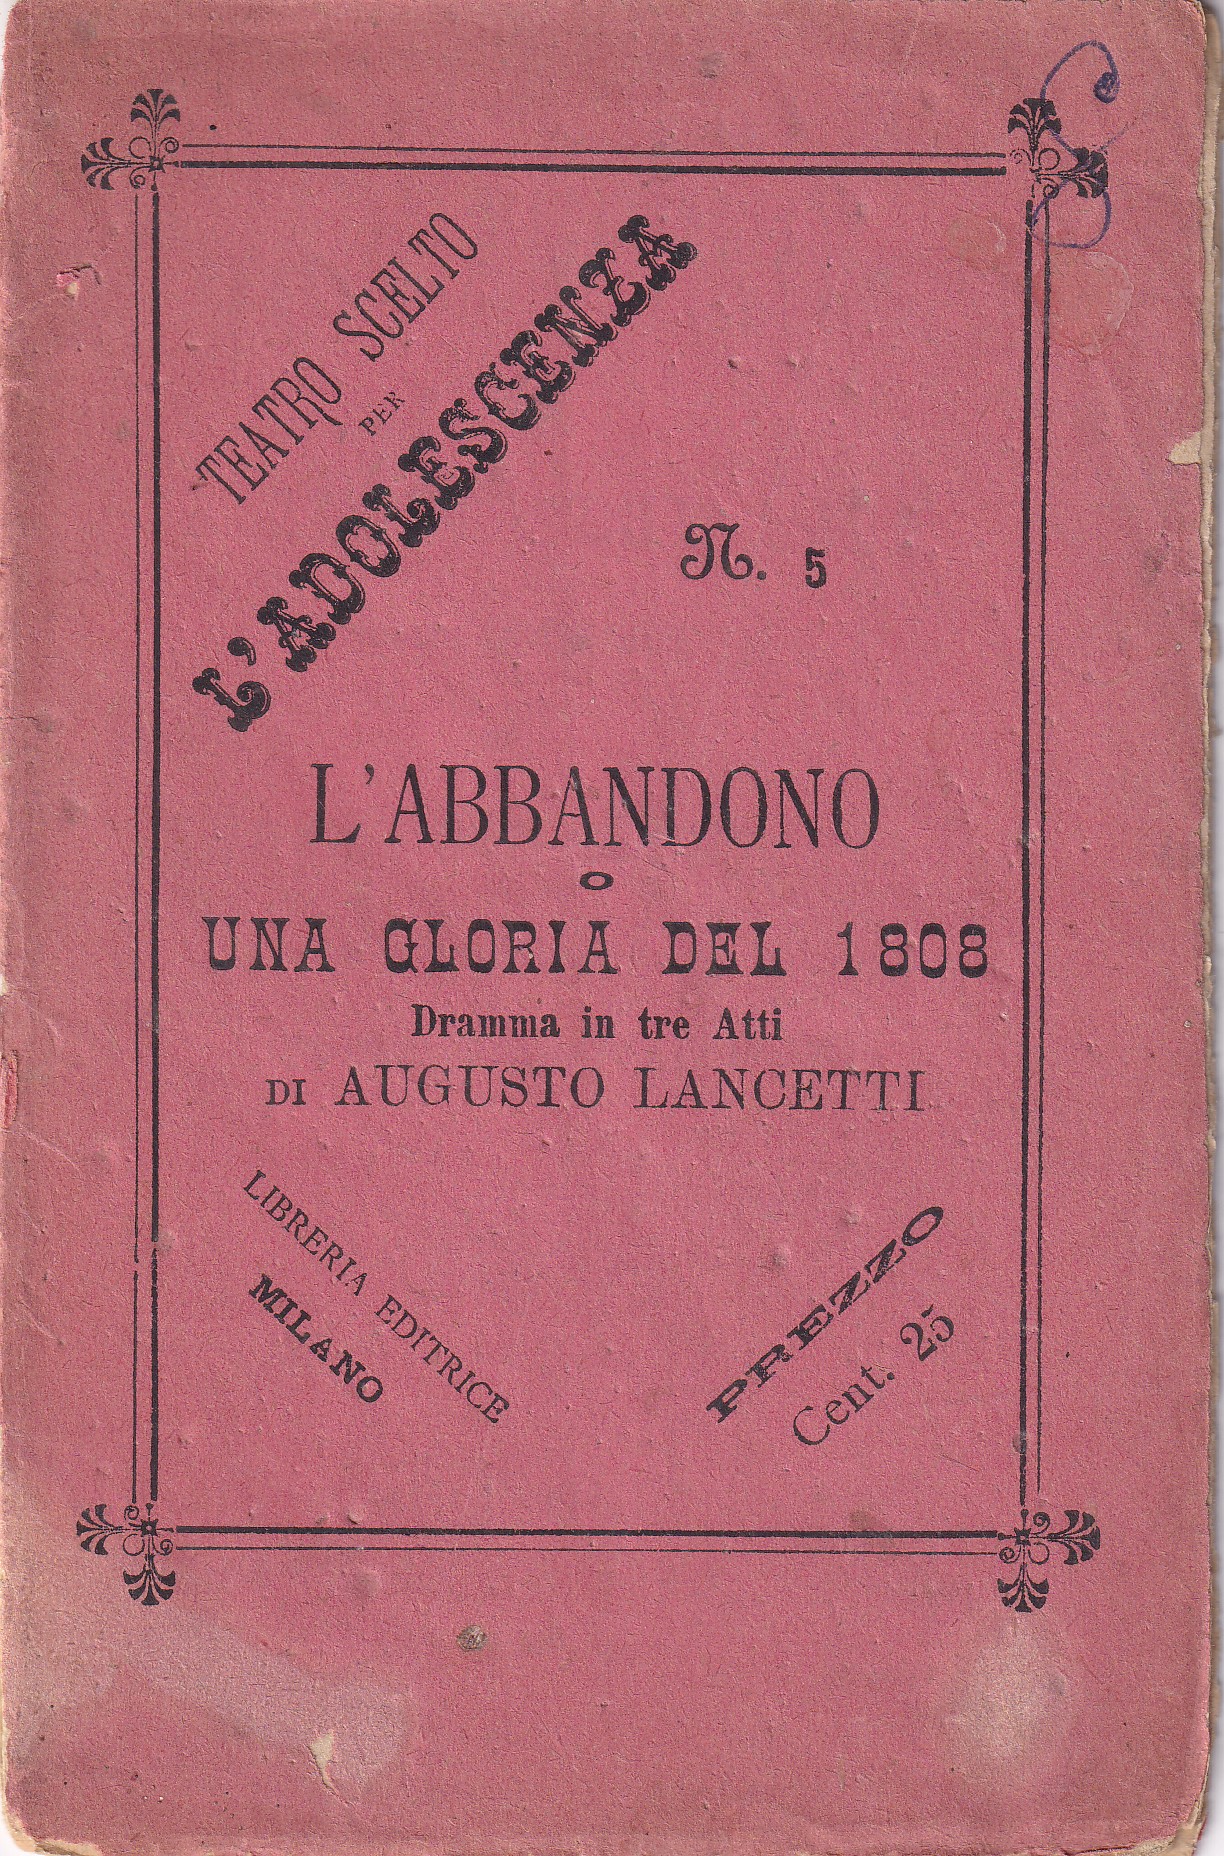 TEATRO SCELTO
PER
L'ADOLESCENZA
N. 5
L'ABBANDONO
O
UNA GLORIA DEL 1808
Dramma in tre Atti
DI AUGUSTO LANCETTI
LIBRERIA EDITRICE
MILANO
PREZZO
Cent. 25